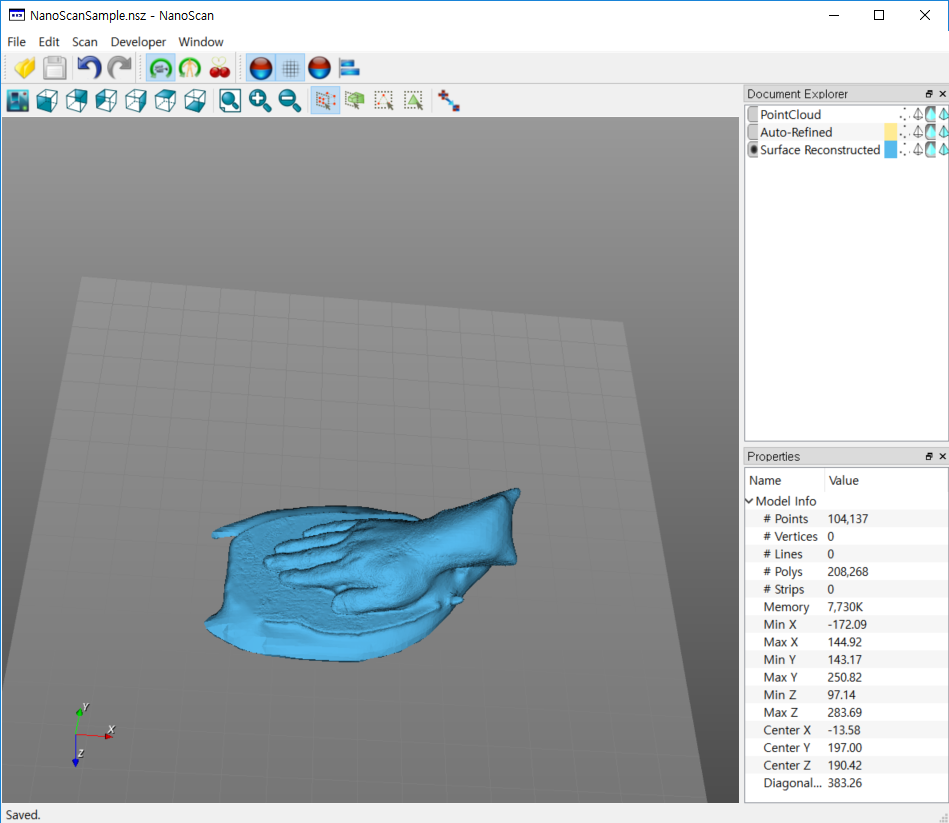 NanoScanSample.nsz - NanoScan
File Edit Scan Developer Window
Document Explorer
PointCloud
Auto-Refined
Surface Reconstructed
Properties
Name Value
Model Info
# Points 104,137
# Vertices 0
# Lines 0
# Polys 208,268
# Strips 0
Memory 7,730K
Min X -172.09
Max X 144.92
Min Y 143.17
Max Y 250.82
Min Z 97.14
Max Z 283.69
Center X -13.58
Center Y 197.00
Center Z 190.42
Diagonal... 383.26
Y
X
Z
Saved.